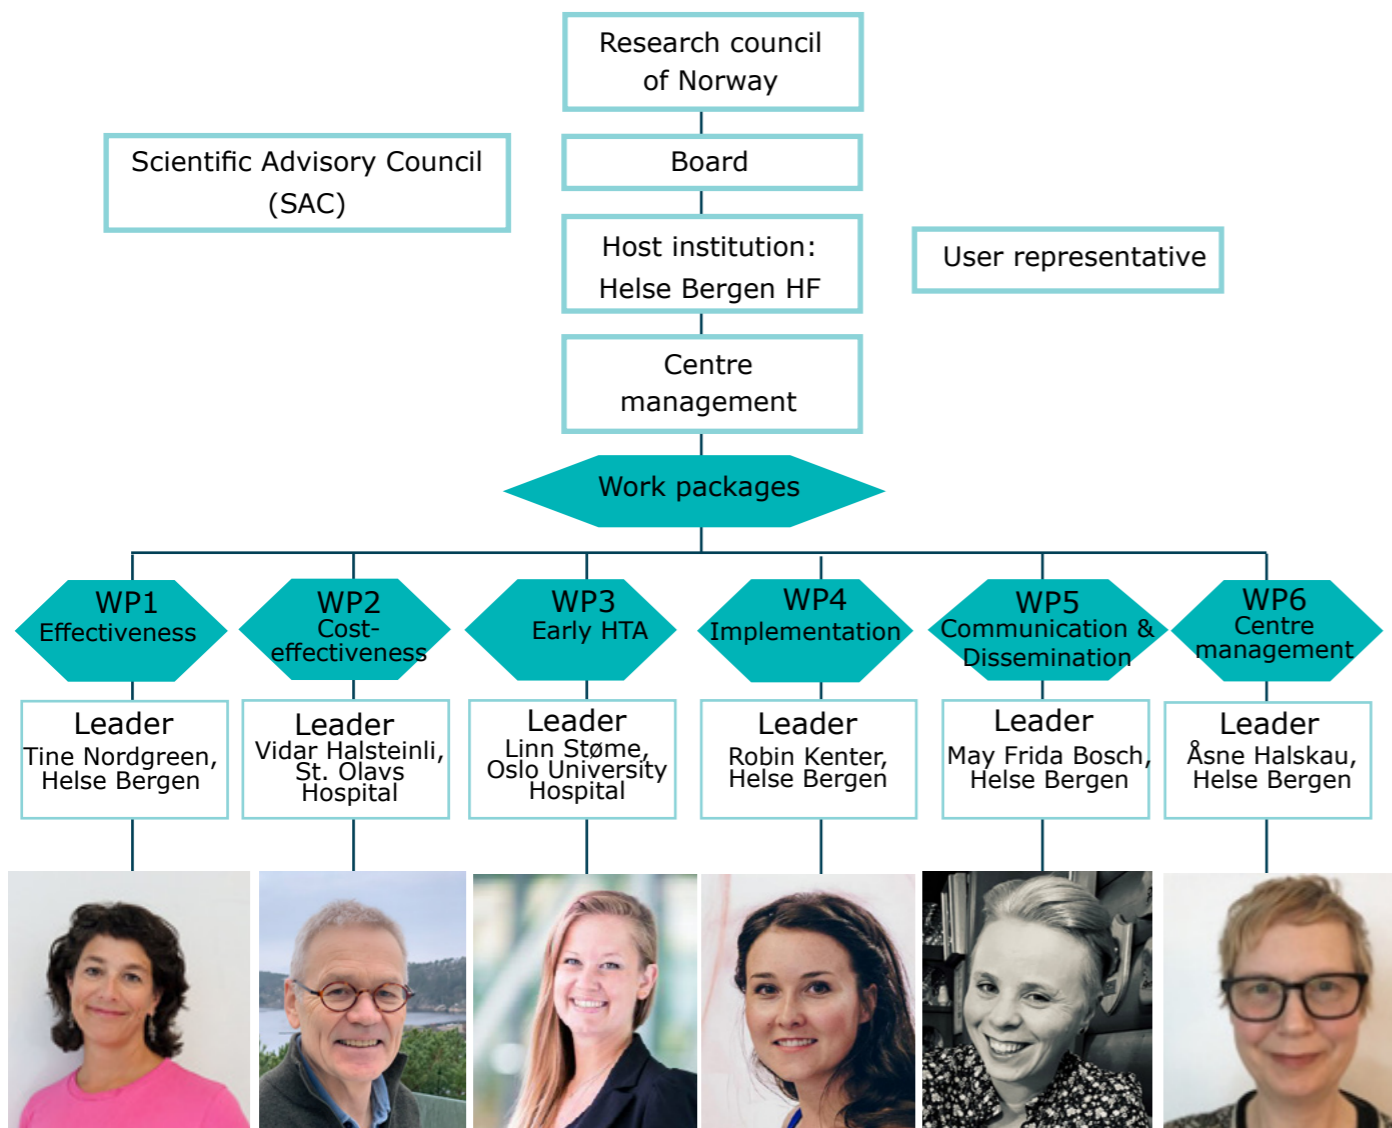 Research council
of Norway
Scientific Advisory Council
(SAC)
Board
Host institution:
Helse Bergen HF
User representative
Centre
management
Work packages
WP1
Effectiveness
WP2
Cost-
effectiveness
WP3
Early HTA
WP4
Implementation
WP5
Communication &
Dissemination
WP6
Centre
management
Leader
Tine Nordgreen,
Helse Bergen
Leader
Vidar Halsteinli,
St. Olavs
Hospital
Leader
Linn Støme,
Oslo University
Hospital
Leader
Robin Kenter,
Helse Bergen
Leader
May Frida Bosch,
Helse Bergen
Leader
Åsne Halskau,
Helse Bergen